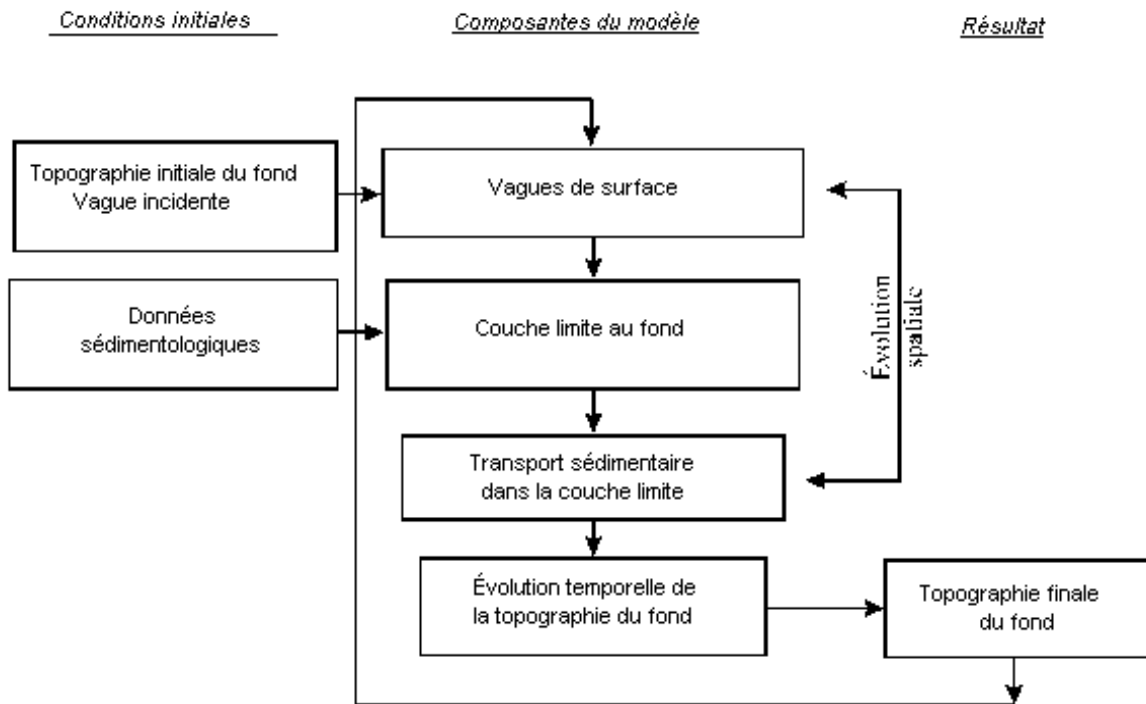 Conditions initiales
Composantes du modèle
Résultat
Topographie initiale du fond
Vague incidente
Vagues de surface
Données
sédimentologiques
Couche limite au fond
Évolution
spatiale
Transport sédimentaire
dans la couche limite
Évolution temporelle de
la topographie du fond
Topographie finale
du fond